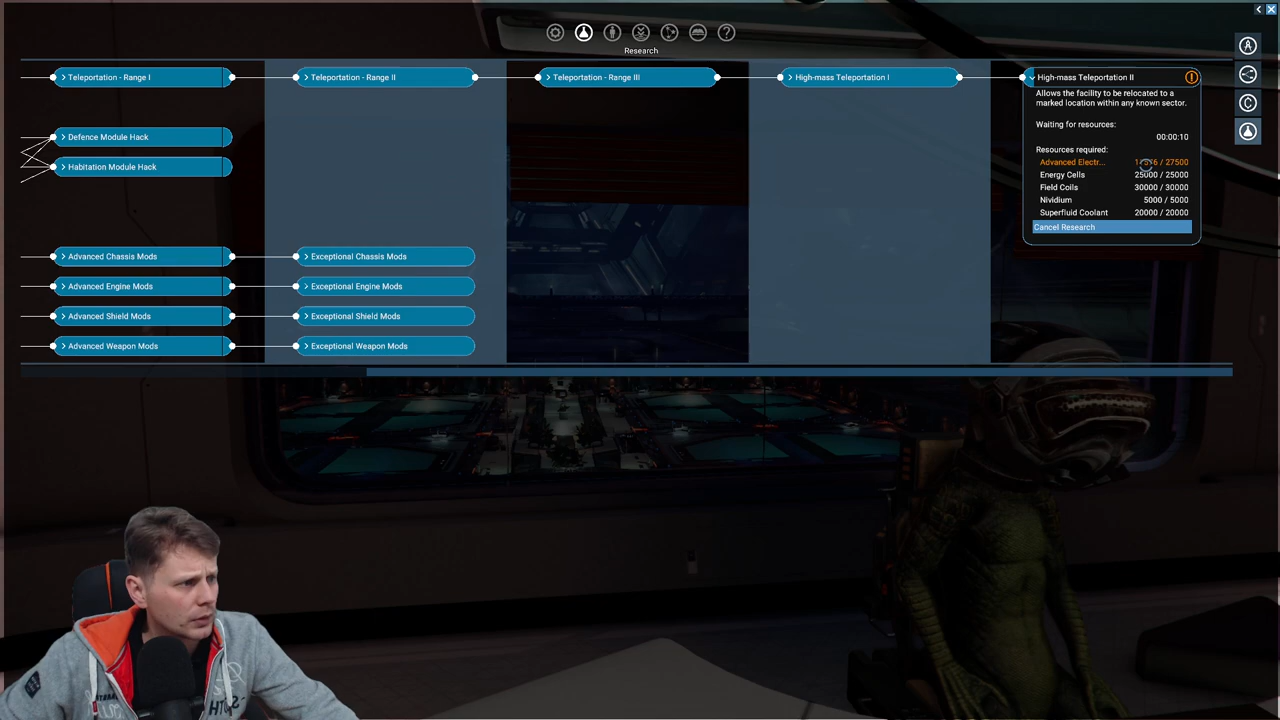 Research
Teleportation - Range I
Teleportation - Range II
Teleportation - Range III
High-mass Teleportation I
High-mass Teleportation II
Allows the facility to be relocated to a
marked location within any known sector.
Waiting for resources:
00:00:10
Resources required:
Advanced Electr... / 27500
Energy Cells 25000 / 25000
Field Coils 30000 / 30000
Nividium 5000 / 5000
Superfluid Coolant 20000 / 20000
Cancel Research
Defence Module Hack
Habitation Module Hack
Advanced Chassis Mods
Exceptional Chassis Mods
Advanced Engine Mods
Exceptional Engine Mods
Advanced Shield Mods
Exceptional Shield Mods
Advanced Weapon Mods
Exceptional Weapon Mods